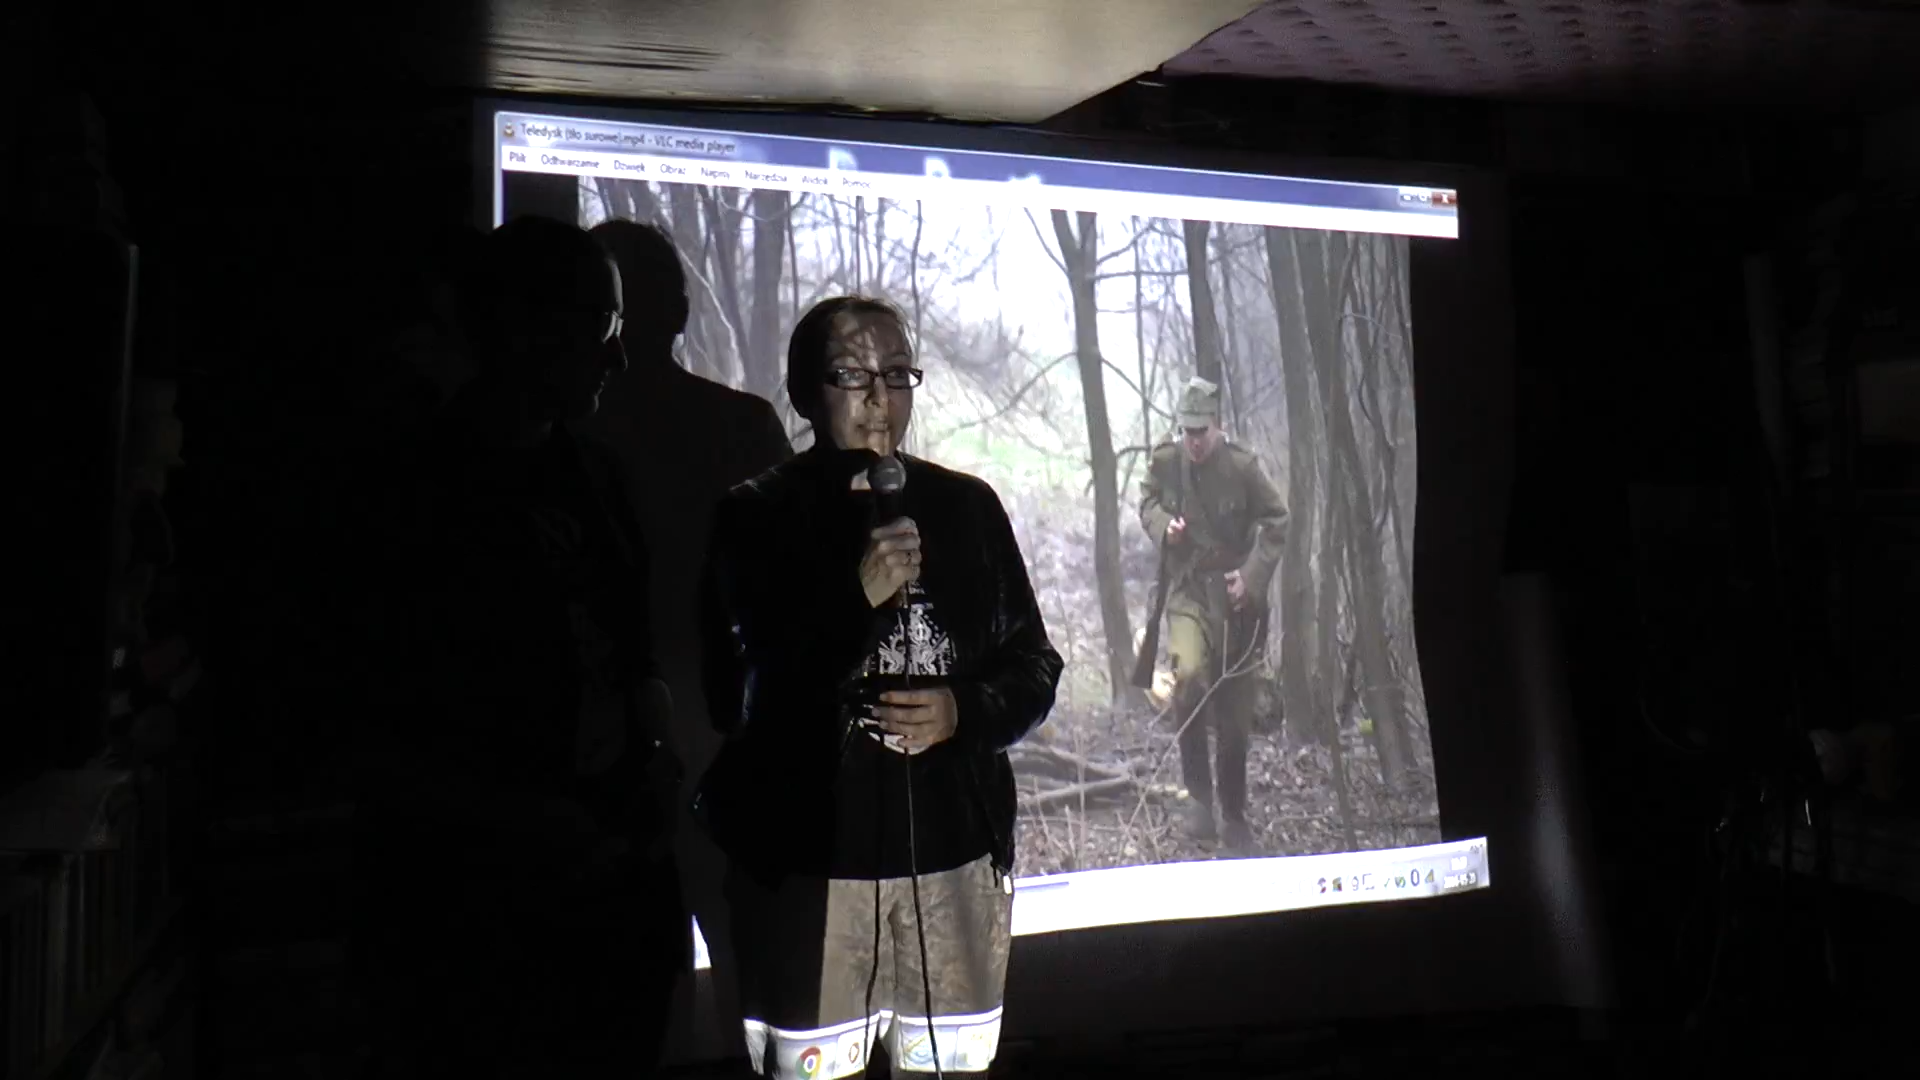 Teledysk (tło surowe).mp4 - VLC media player
Plik Odtwarzanie Dźwięk Obraz Napisy Narzędzia Widok Pomoc